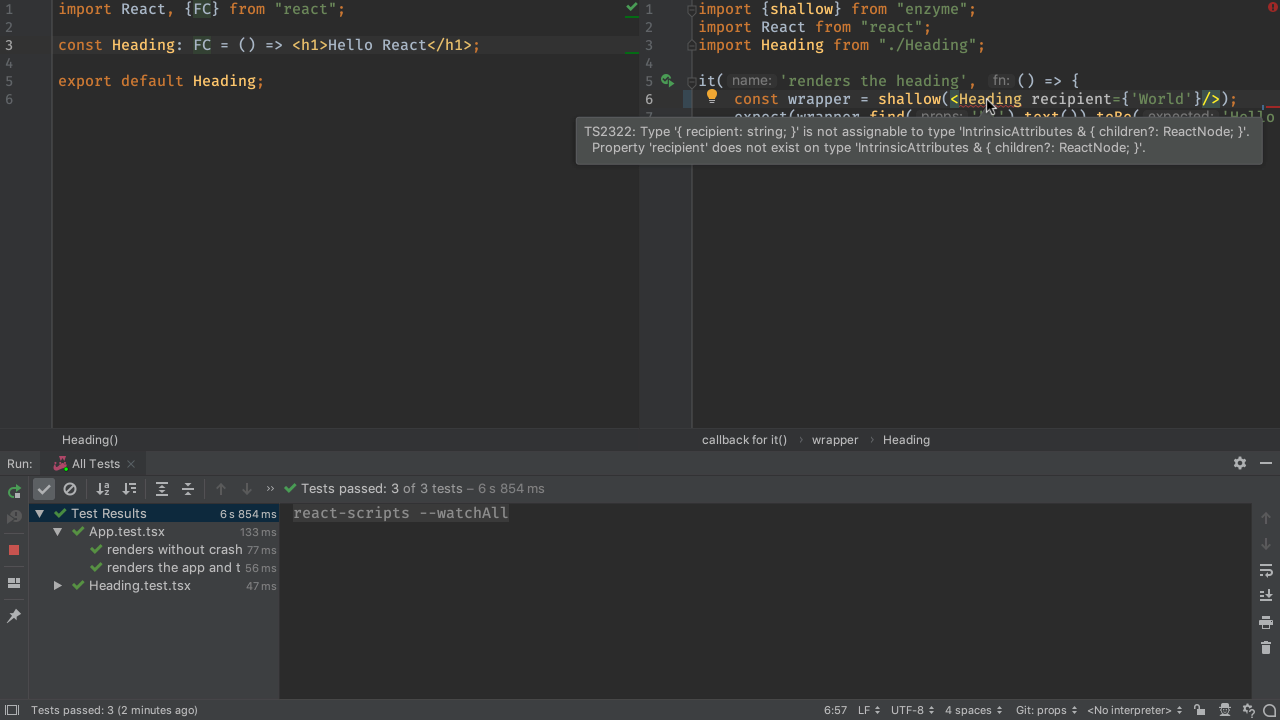 1 import React, {FC} from "react";
2
3 const Heading: FC = () => <h1>Hello React</h1>;
4
5 export default Heading;
6
1 import {shallow} from "enzyme";
2 import React from "react";
3 import Heading from "./Heading";
4
5 it( name: 'renders the heading', fn: () => {
6 const wrapper = shallow(<Heading recipient={'World'}/>);
expect(wrapper.find( text()).toBe( expected: 'Hello
TS2322: Type '{ recipient: string; }' is not assignable to type 'IntrinsicAttributes & { children?: ReactNode; }'.
Property 'recipient' does not exist on type 'IntrinsicAttributes & { children?: ReactNode; }'.
Heading()
callback for it() › wrapper › Heading
Run: All Tests
Tests passed: 3 of 3 tests – 6 s 854 ms
Test Results 6 s 854 ms
App.test.tsx 133 ms
renders without crash 77 ms
renders the app and t 56 ms
Heading.test.tsx 47 ms
react-scripts --watchAll
Tests passed: 3 (2 minutes ago)
6:57 LF UTF-8 4 spaces Git: props <No interpreter>